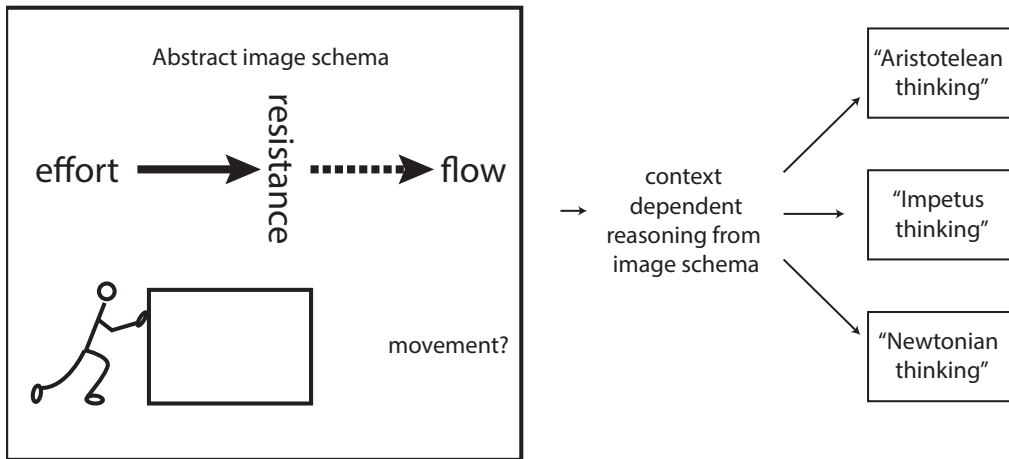 Abstract image schema
effort
resistance
flow
movement?
context
dependent
reasoning from
image schema
“Aristotelean
thinking”
“Impetus
thinking”
“Newtonian
thinking”